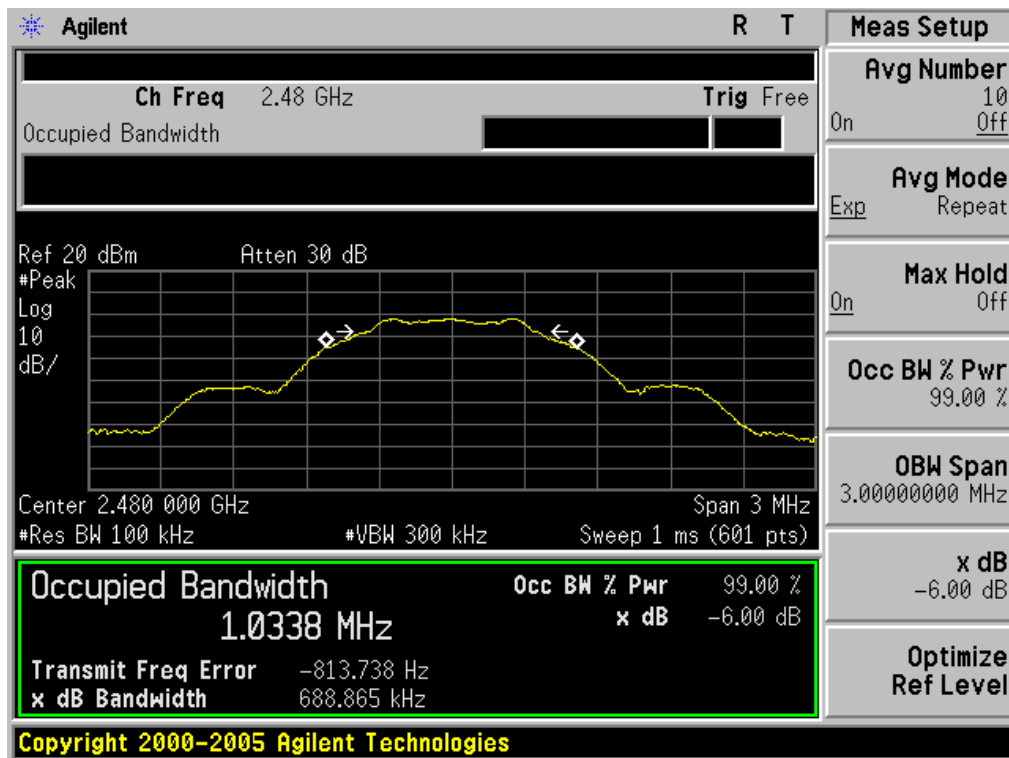 Agilent R T
Ch Freq 2.48 GHz Trig Free
Occupied Bandwidth
Ref 20 dBm Atten 30 dB
#Peak
Log
10
dB/
Center 2.480 000 GHz Span 3 MHz
#Res BW 100 kHz #VBW 300 kHz Sweep 1 ms (601 pts)
Occupied Bandwidth Occ BW % Pwr 99.00 %
1.0338 MHz x dB -6.00 dB
Transmit Freq Error -813.738 Hz
x dB Bandwidth 688.865 kHz
Copyright 2000-2005 Agilent Technologies
Meas Setup
Avg Number
10
On Off
Avg Mode
Exp Repeat
Max Hold
On Off
Occ BW % Pwr
99.00 %
OBW Span
3.00000000 MHz
x dB
-6.00 dB
Optimize
Ref Level